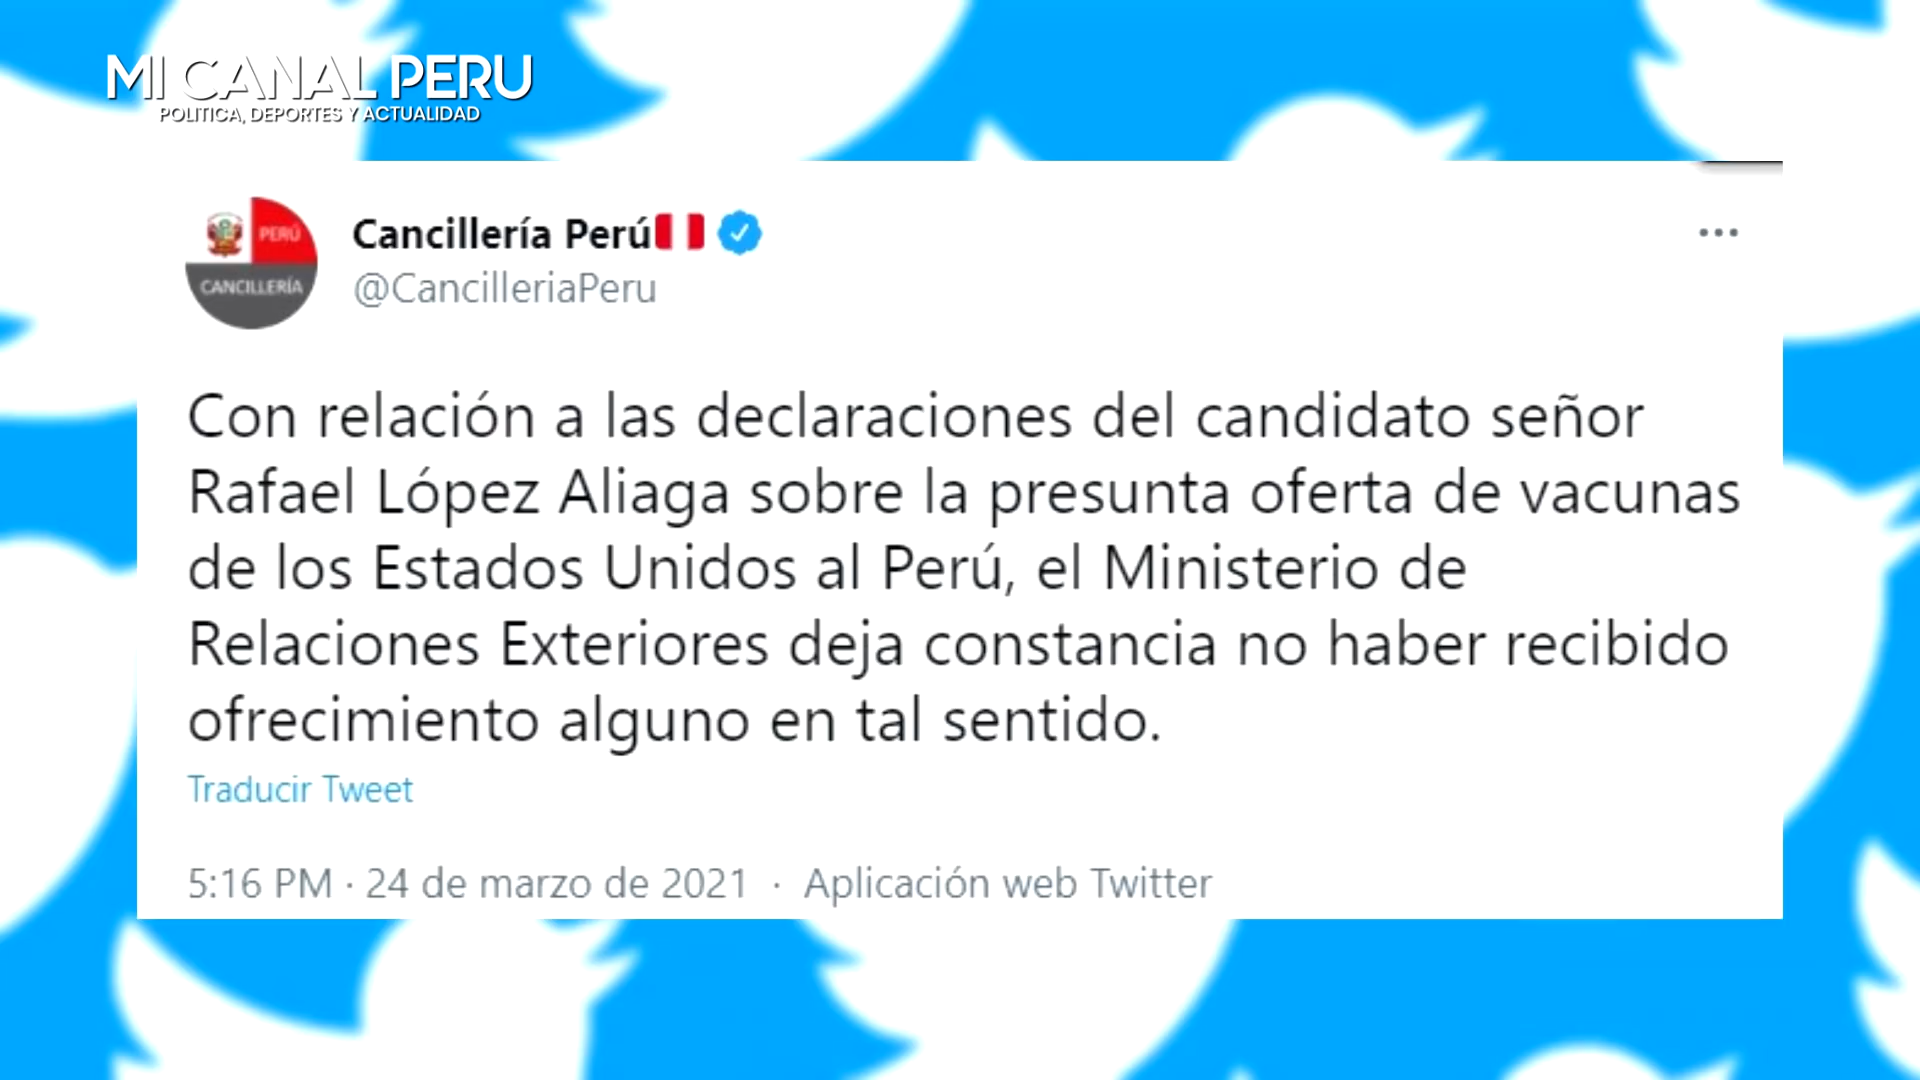 MI CANAL PERU
POLITICA, DEPORTES Y ACTUALIDAD
PERÚ
CANCILLERÍA
Cancillería Perú
@CancilleriaPeru
Con relación a las declaraciones del candidato señor
Rafael López Aliaga sobre la presunta oferta de vacunas
de los Estados Unidos al Perú, el Ministerio de
Relaciones Exteriores deja constancia no haber recibido
ofrecimiento alguno en tal sentido.
Traducir Tweet
5:16 PM · 24 de marzo de 2021 · Aplicación web Twitter